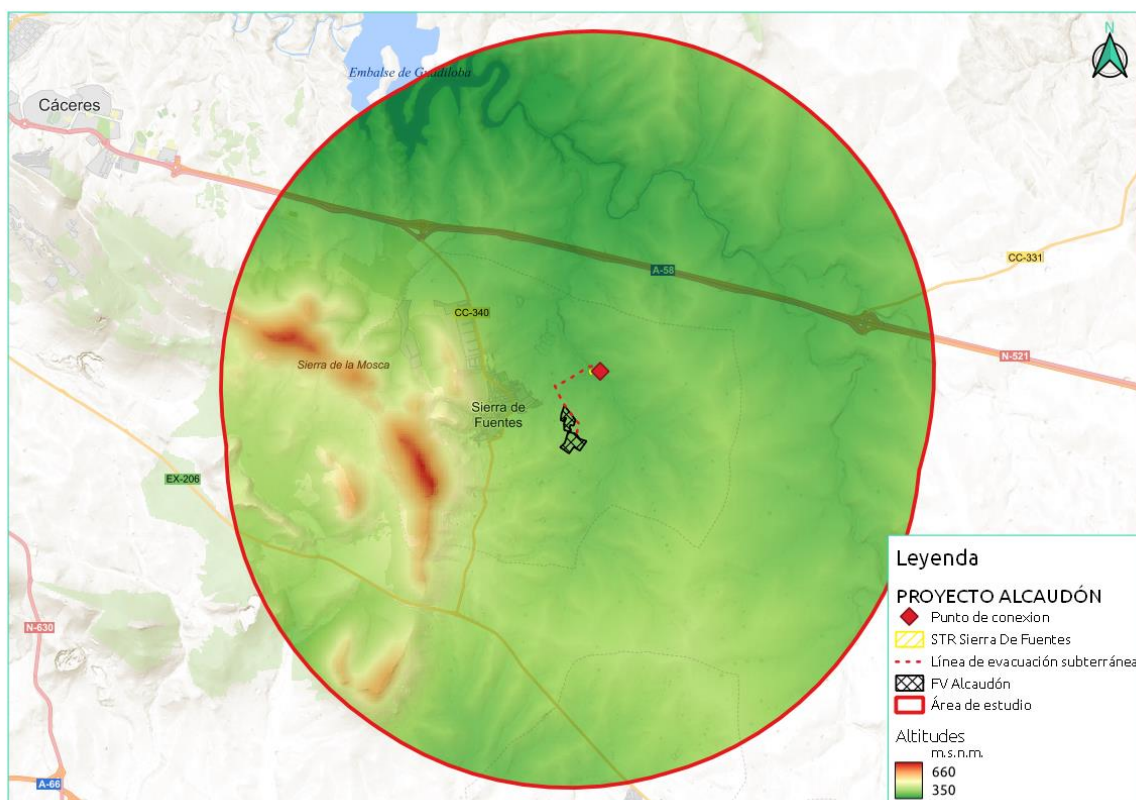 N
Embalse de Guadiloba
Cáceres
CC-331
A-58
CC-340
N-521
Sierra de la Mosca
Sierra de
Fuentes
EX-206
N-630
A-66
Leyenda
PROYECTO ALCAUDÓN
Punto de conexion
STR Sierra De Fuentes
Línea de evacuación subterránea
FV Alcaudón
Área de estudio
Altitudes
m.s.n.m.
660
350